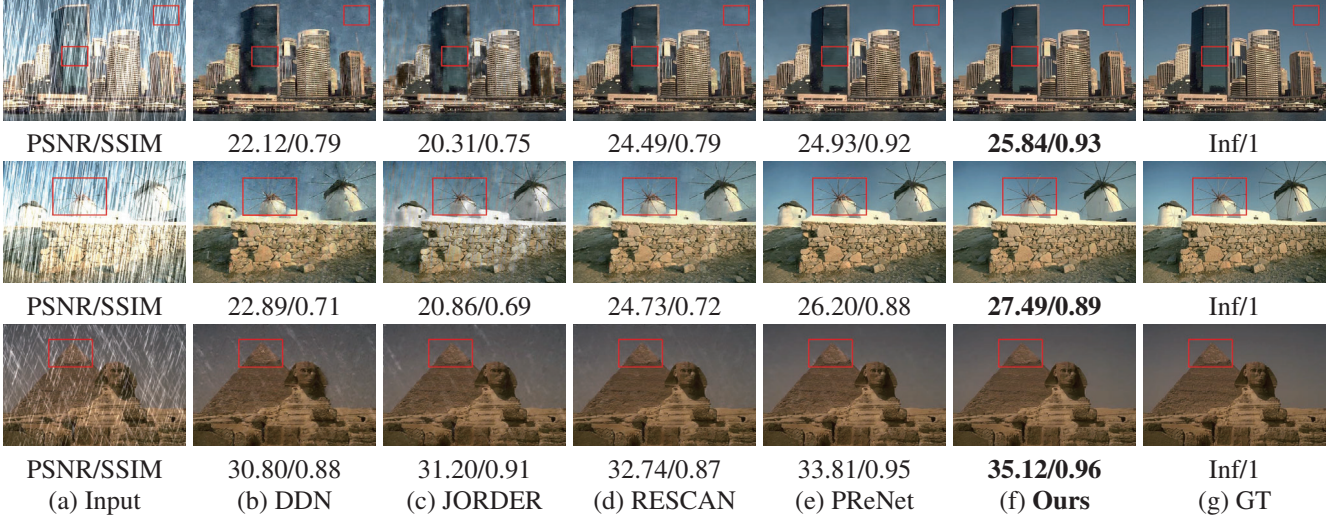 PSNR/SSIM 22.12/0.79 20.31/0.75 24.49/0.79 24.93/0.92 25.84/0.93 Inf/1
PSNR/SSIM 22.89/0.71 20.86/0.69 24.73/0.72 26.20/0.88 27.49/0.89 Inf/1
PSNR/SSIM 30.80/0.88 31.20/0.91 32.74/0.87 33.81/0.95 35.12/0.96 Inf/1
(a) Input (b) DDN (c) JORDER (d) RESCAN (e) PReNet (f) Ours (g) GT